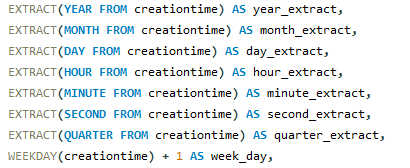 EXTRACT(YEAR FROM creationtime) AS year_extract,
EXTRACT(MONTH FROM creationtime) AS month_extract,
EXTRACT(DAY FROM creationtime) AS day_extract,
EXTRACT(HOUR FROM creationtime) AS hour_extract,
EXTRACT(MINUTE FROM creationtime) AS minute_extract,
EXTRACT(SECOND FROM creationtime) AS second_extract,
EXTRACT(QUARTER FROM creationtime) AS quarter_extract,
WEEKDAY(creationtime) + 1 AS week_day,